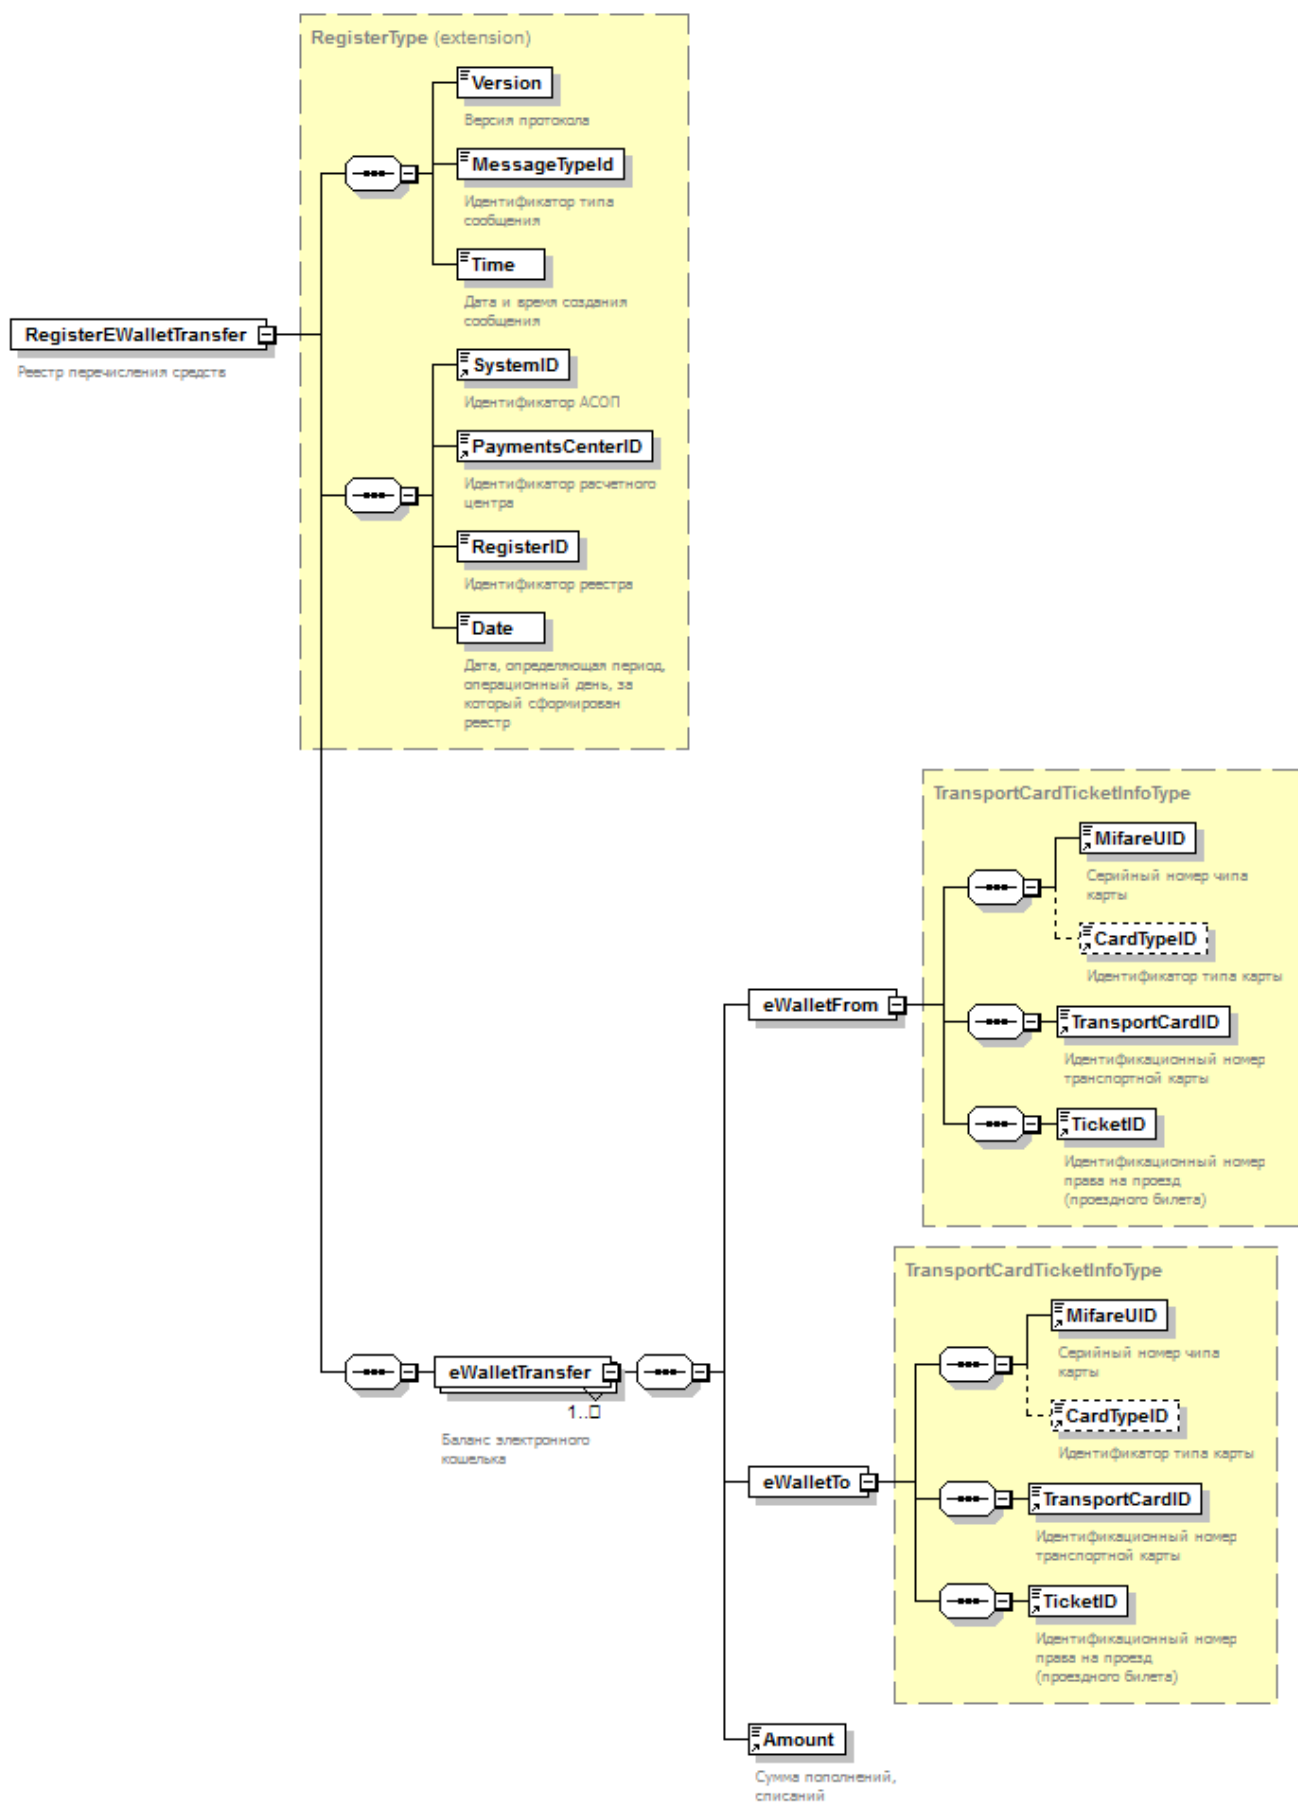 RegisterType (extension)
Version
Версия протокола
MessageTypeId
Идентификатор типа
сообщения
Time
Дата и время создания
сообщения
RegisterEWalletTransfer
Реестр перечисления средств
SystemID
Идентификатор АСОП
PaymentsCenterID
Идентификатор расчетного
центра
RegisterID
Идентификатор реестра
Date
Дата, определяющая период,
операционный день, за
который сформирован
реестр
TransportCardTicketInfoType
MifareUID
Серийный номер чипа
карты
CardTypeID
Идентификатор типа карты
eWalletFrom
TransportCardID
Идентификационный номер
транспортной карты
TicketID
Идентификационный номер
права на проезд
(проездного билета)
TransportCardTicketInfoType
MifareUID
Серийный номер чипа
карты
eWalletTransfer
1..□
Баланс электронного
кошелька
CardTypeID
Идентификатор типа карты
eWalletTo
TransportCardID
Идентификационный номер
транспортной карты
TicketID
Идентификационный номер
права на проезд
(проездного билета)
Amount
Сумма пополнений,
списаний